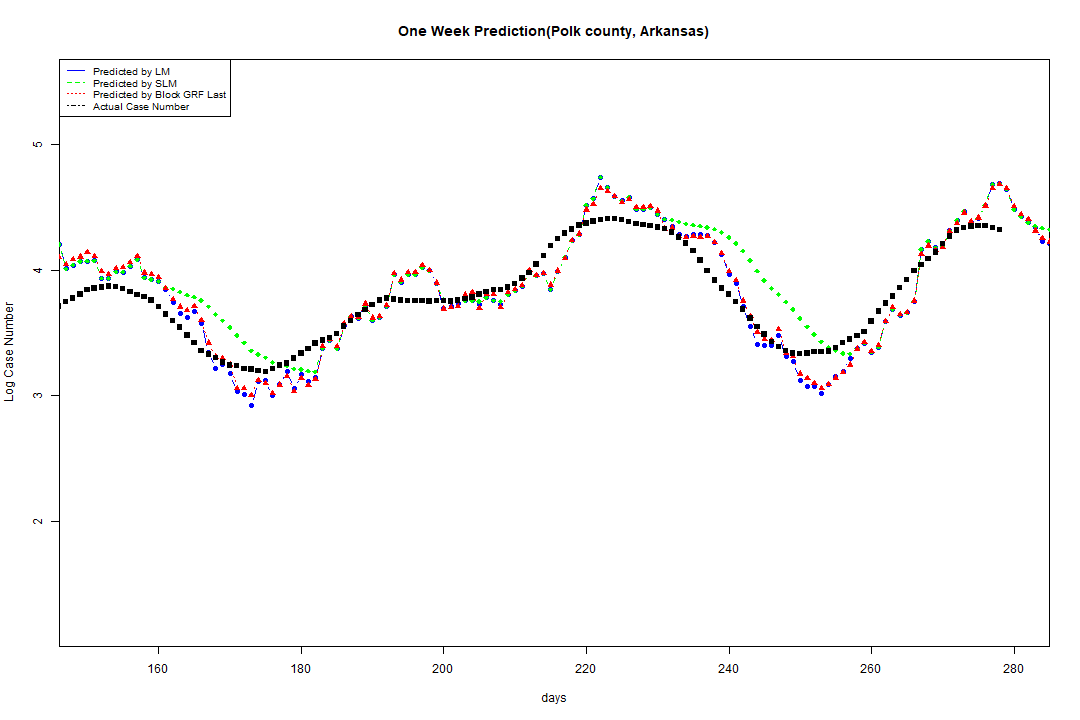 One Week Prediction(Polk county, Arkansas)
Predicted by LM
Predicted by SLM
Predicted by Block GRF Last
Actual Case Number
5
4
3
2
Log Case Number
160 180 200 220 240 260 280
days